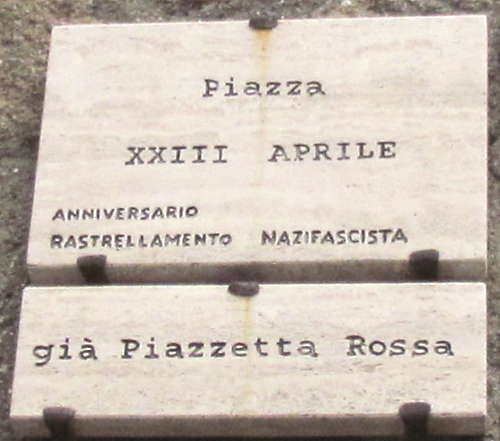 Piazza
XXIII APRILE
ANNIVERSARIO
RASTRELLAMENTO NAZIFASCISTA
già Piazzetta Rossa